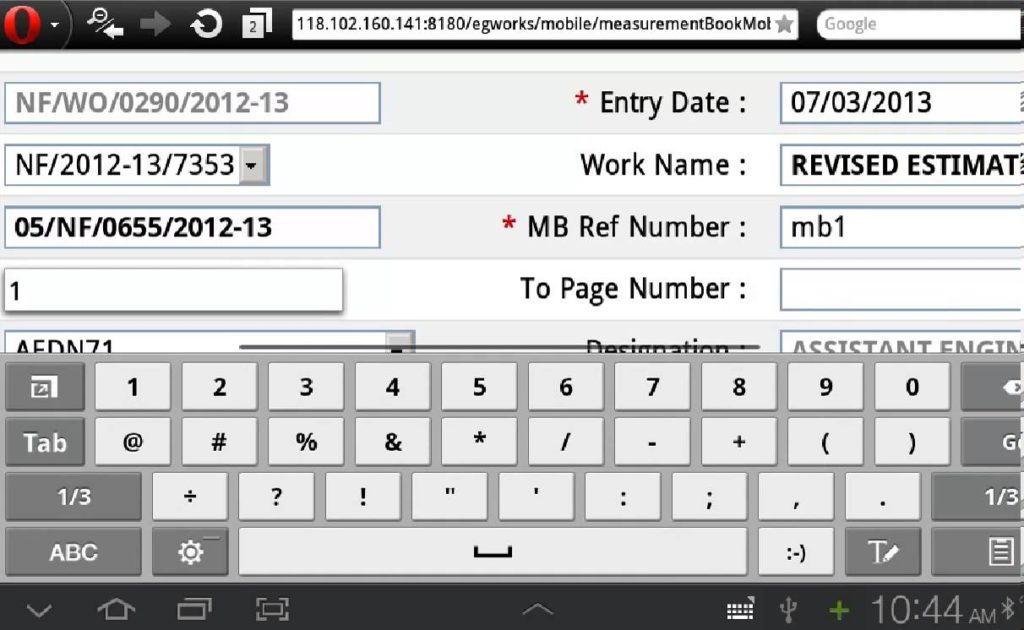 2 118.102.160.141:8180/egworks/mobile/measurementBookMob Google
NF/WO/0290/2012-13 * Entry Date : 07/03/2013
NF/2012-13/7353 Work Name : REVISED ESTIMAT
05/NF/0655/2012-13 * MB Ref Number : mb1
1 To Page Number :
AEDN71 Designation : ASSISTANT ENGIN
1 2 3 4 5 6 7 8 9 0
Tab @ # % & * / - + ( ) Go
1/3 ÷ ? ! " ' : ; , . 1/3
ABC :-) T
10:44 AM